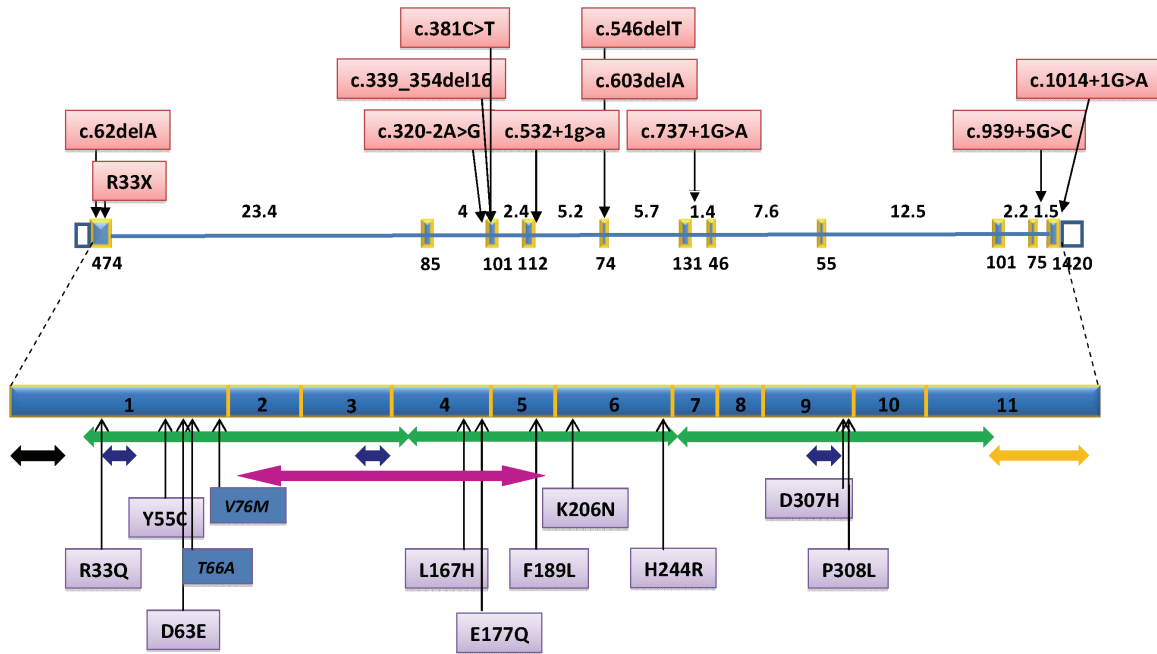 c.381C>T
c.546delT
c.339_354del16
c.603delA
c.1014+1G>A
c.62delA
c.320-2A>G
c.532+1g>a
c.737+1G>A
c.939+5G>C
R33X
23.4 4 2.4 5.2 5.7 1.4 7.6 12.5 2.2 1.5
474 85 101 112 74 131 46 55 101 75 1420
1 2 3 4 5 6 7 8 9 10 11
Y55C
V76M
K206N
D307H
R33Q
T66A
L167H
F189L
H244R
P308L
D63E
E177Q